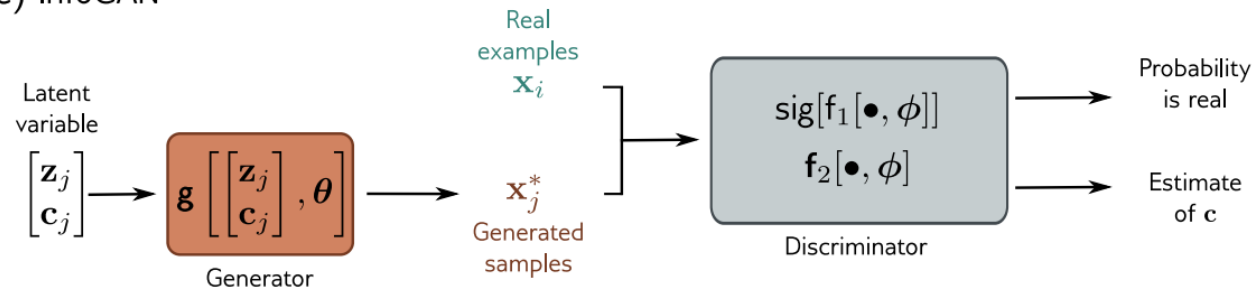 c) InfoGAN
Real
examples
x_i
Latent
variable
[z_j
c_j]
g[[z_j
c_j], θ]
Generator
x*_j
Generated
samples
sig[f_1[•, ϕ]]
f_2[•, ϕ]
Discriminator
Probability
is real
Estimate
of c